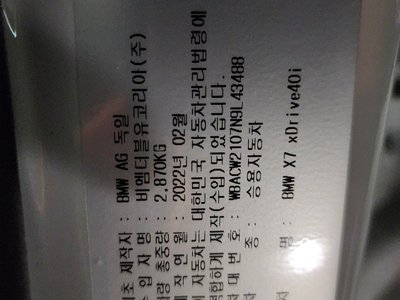 초 제작자 : BMW AG 독일
입 자 명 : 비엠더블유코리아(주)
량 총중량 : 2,870KG
작 연 월 : 2022년 02월
자동차는 대한민국 자동차관리법령에
적합하게 제작(수입)되었습니다.
대 번 호 : WBACW2107N9L43488
종 : 승용자동차
명 : BMW X7 xDrive40i